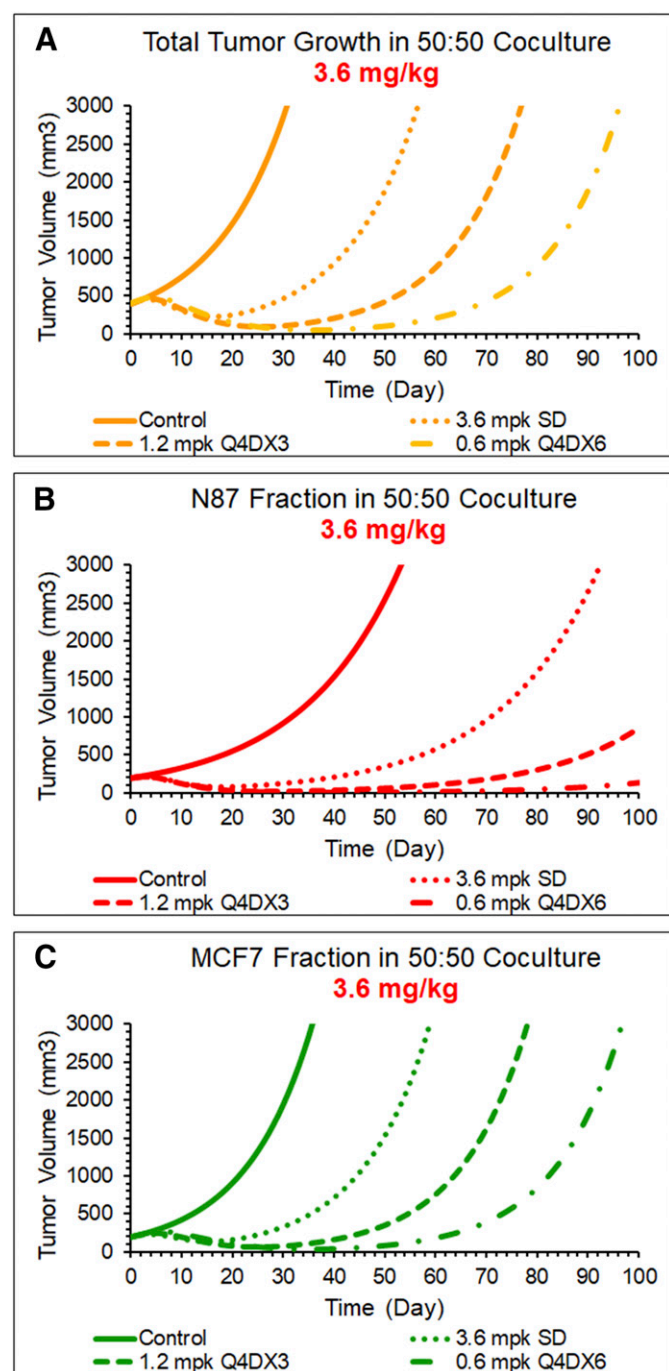 A
Total Tumor Growth in 50:50 Coculture
3.6 mg/kg
3000
2500
2000
1500
1000
500
0
Tumor Volume (mm3)
0 10 20 30 40 50 60 70 80 90 100
Time (Day)
Control 3.6 mpk SD
1.2 mpk Q4DX3 0.6 mpk Q4DX6
B
N87 Fraction in 50:50 Coculture
3.6 mg/kg
3000
2500
2000
1500
1000
500
0
Tumor Volume (mm3)
0 10 20 30 40 50 60 70 80 90 100
Time (Day)
Control 3.6 mpk SD
1.2 mpk Q4DX3 0.6 mpk Q4DX6
C
MCF7 Fraction in 50:50 Coculture
3.6 mg/kg
3000
2500
2000
1500
1000
500
0
Tumor Volume (mm3)
0 10 20 30 40 50 60 70 80 90 100
Time (Day)
Control 3.6 mpk SD
1.2 mpk Q4DX3 0.6 mpk Q4DX6